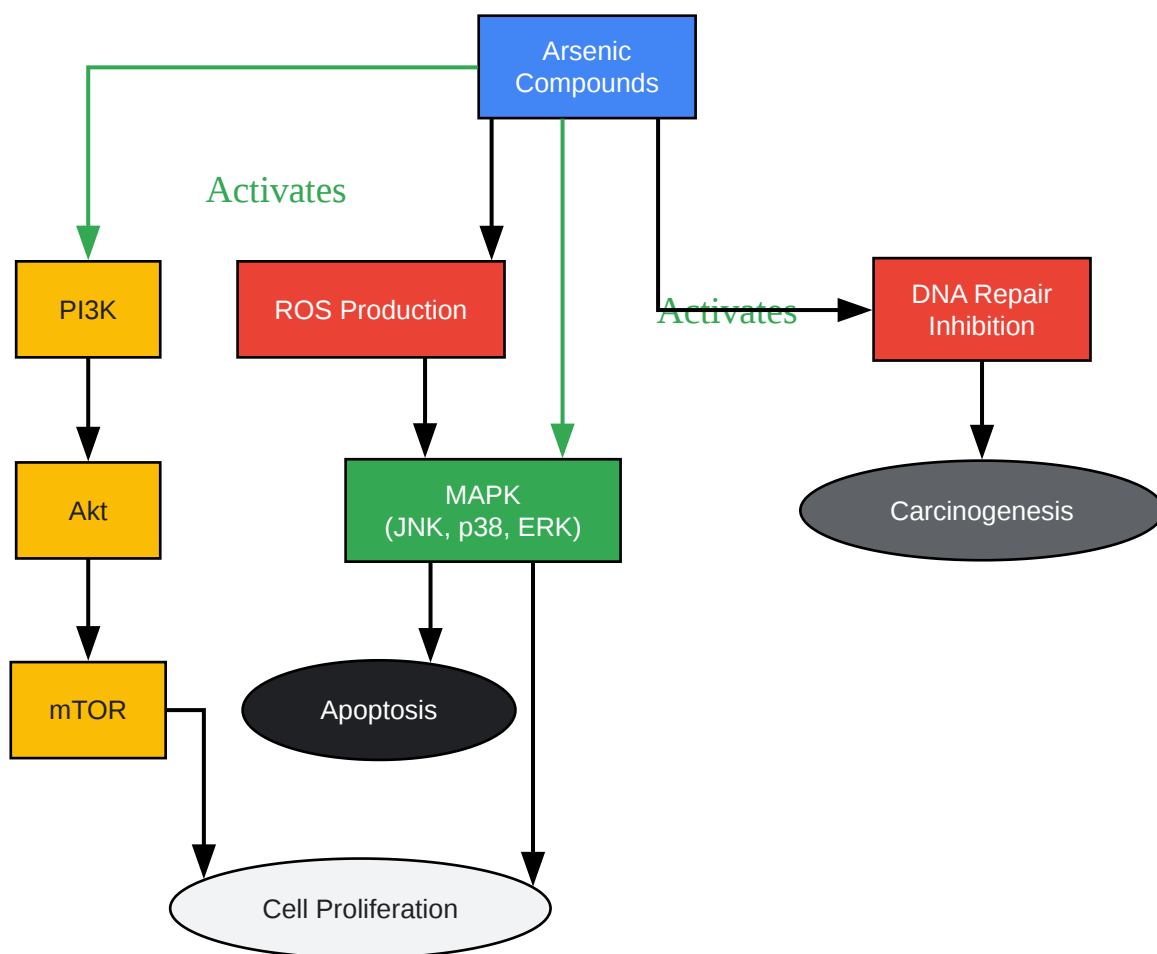 Arsenic
Compounds
Activates
PI3K
ROS Production
Activates
DNA Repair
Inhibition
Akt
MAPK
(JNK, p38, ERK)
Carcinogenesis
mTOR
Apoptosis
Cell Proliferation